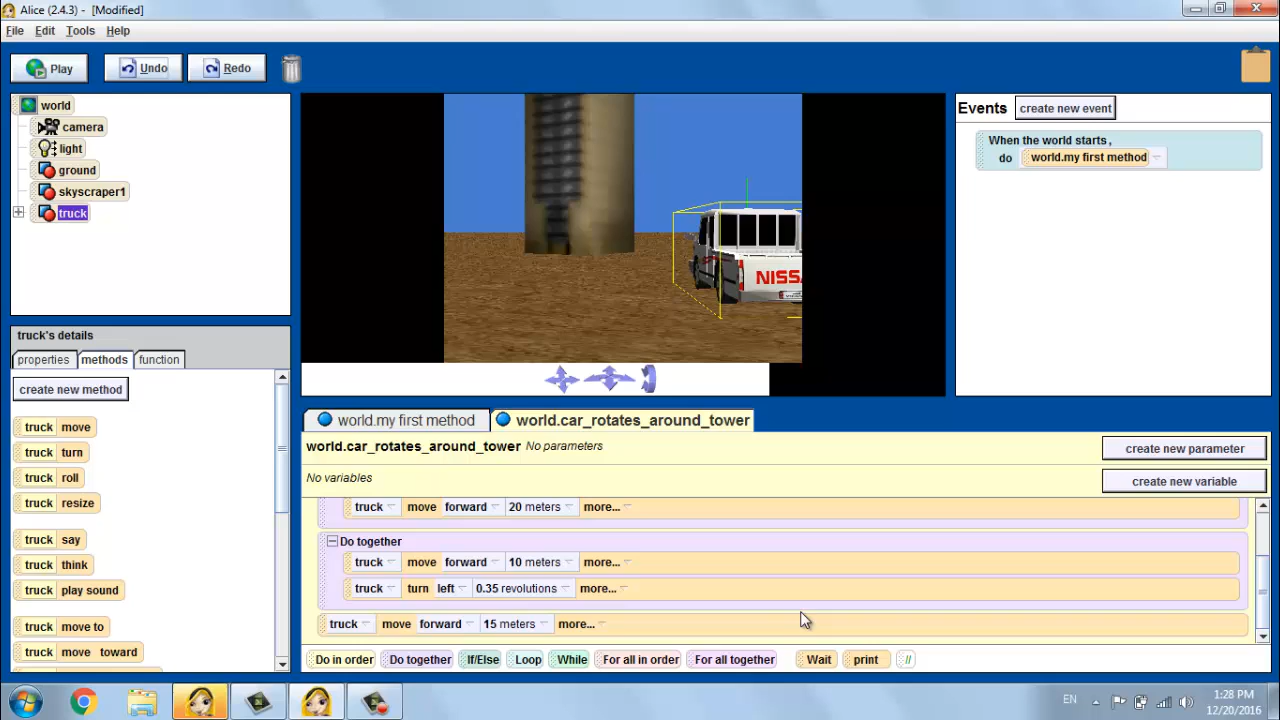 Alice (2.4.3) - [Modified]
File Edit Tools Help
Play Undo Redo
world
camera
light
ground
skyscraper1
truck
NISSA
Events create new event
When the world starts,
do world.my first method
truck's details
properties methods function
create new method
truck move
truck turn
truck roll
truck resize
truck say
truck think
truck play sound
truck move to
truck move toward
world.my first method world.car_rotates_around_tower
world.car_rotates_around_tower No parameters create new parameter
No variables create new variable
truck move forward 20 meters more...
Do together
truck move forward 10 meters more...
truck turn left 0.35 revolutions more...
truck move forward 15 meters more...
Do in order Do together If/Else Loop While For all in order For all together Wait print //
EN 1:28 PM
12/20/2016